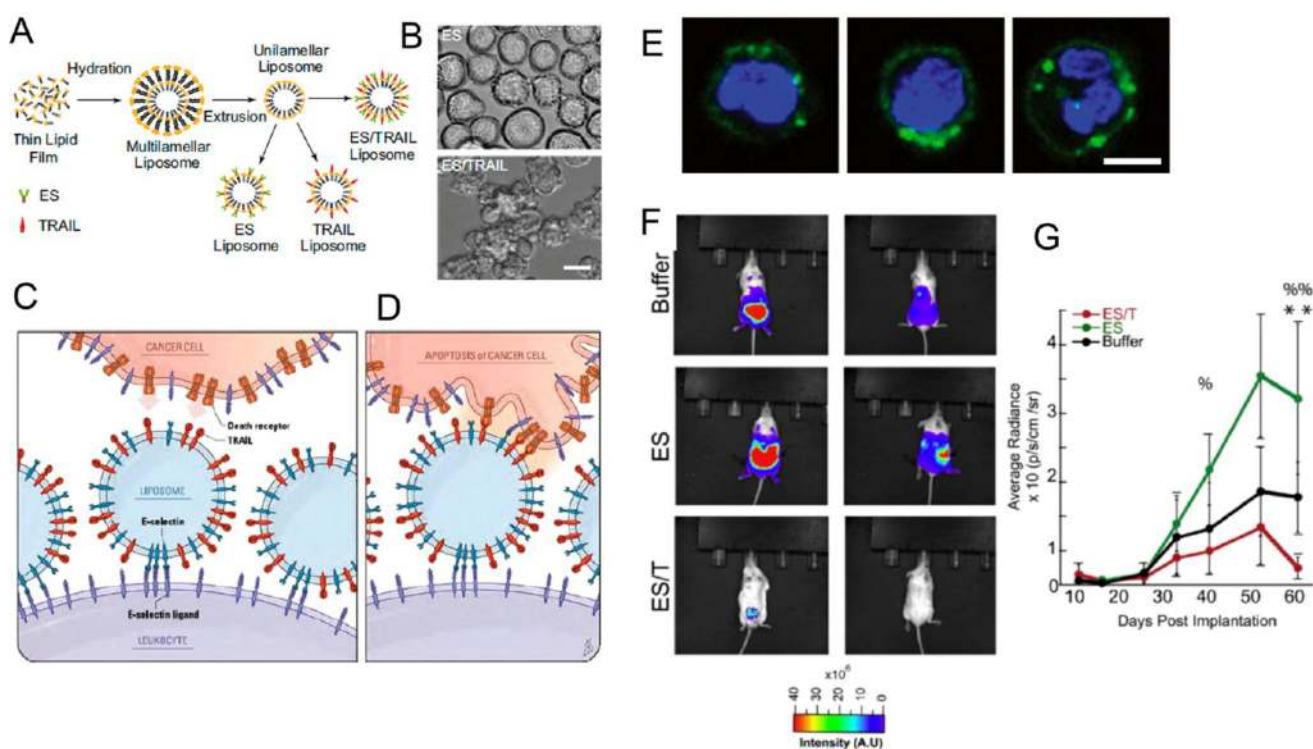 A
Hydration
Thin Lipid
Film
Multilamellar
Liposome
Extrusion
Unilamellar
Liposome
ES/TRAIL
Liposome
ES
Liposome
TRAIL
Liposome
ES
TRAIL
B
ES
ES/TRAIL
C
CANCER CELL
Death receptor
TRAIL
LIPOSOME
E-selectin
E-selectin ligand
LEUKOCYTE
D
APOPTOSIS of CANCER CELL
E
F
Buffer
ES
ES/T
x10⁶
40 30 20 10 0
Intensity (A.U)
G
%%
* *
%
ES/T
ES
Buffer
Average Radiance
x 10 (p/s/cm /sr)
4
3
2
1
0
10 20 30 40 50 60
Days Post Implantation